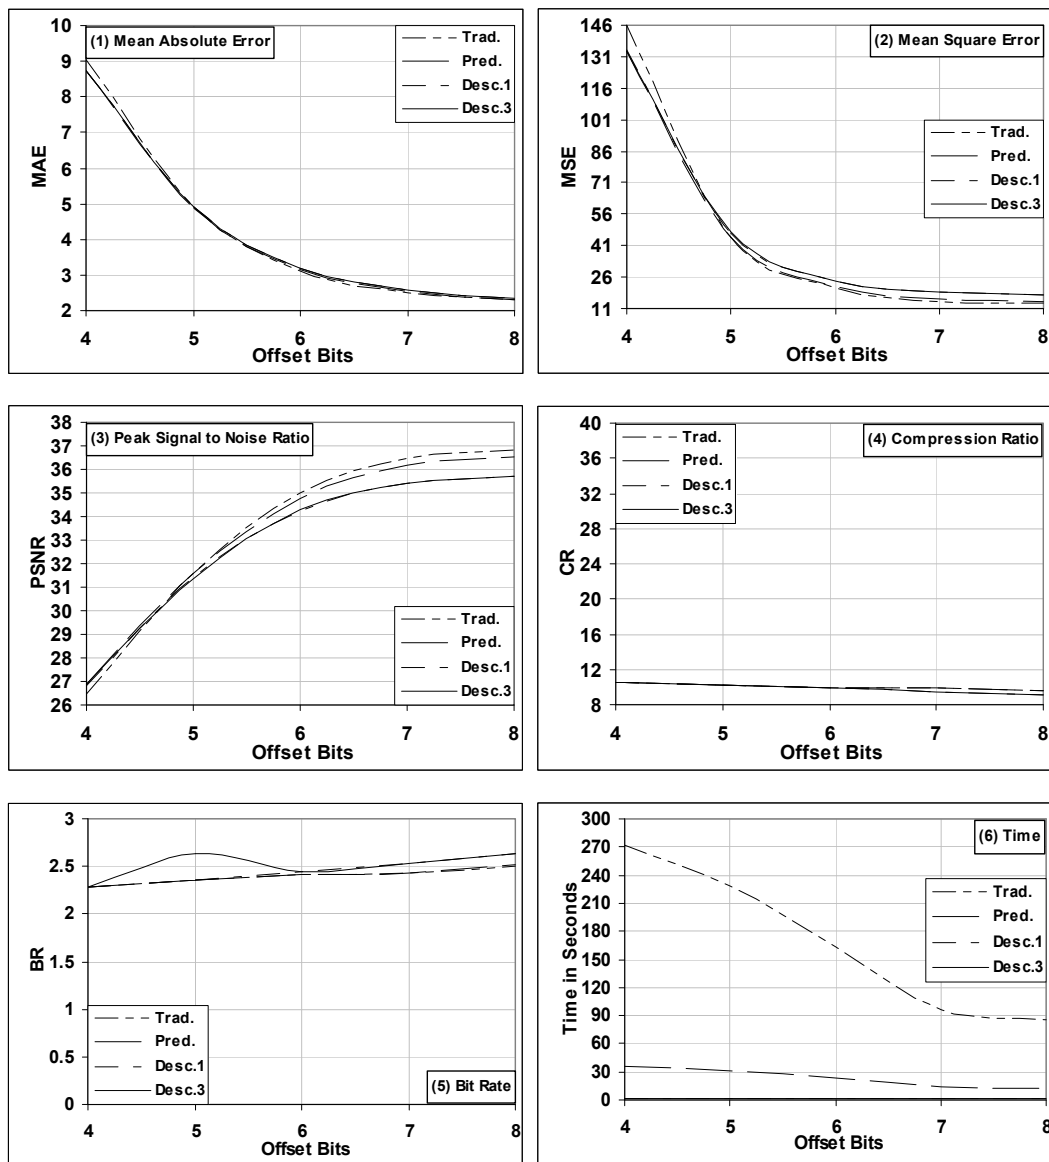 (1) Mean Absolute Error
10
9
8
7
6
5
4
3
2
MAE
4 5 6 7 8
Offset Bits
Trad.
Pred.
Desc.1
Desc.3
(2) Mean Square Error
146
131
116
101
86
71
56
41
26
11
MSE
4 5 6 7 8
Offset Bits
Trad.
Pred.
Desc.1
Desc.3
(3) Peak Signal to Noise Ratio
38
37
36
35
34
33
32
31
30
29
28
27
26
PSNR
4 5 6 7 8
Offset Bits
Trad.
Pred.
Desc.1
Desc.3
(4) Compression Ratio
40
36
32
28
24
20
16
12
8
CR
4 5 6 7 8
Offset Bits
Trad.
Pred.
Desc.1
Desc.3
3
2.5
2
1.5
1
0.5
0
BR
4 5 6 7 8
Offset Bits
Trad.
Pred.
Desc.1
Desc.3
(5) Bit Rate
(6) Time
300
270
240
210
180
150
120
90
60
30
0
Time in Seconds
4 5 6 7 8
Offset Bits
Trad.
Pred.
Desc.1
Desc.3